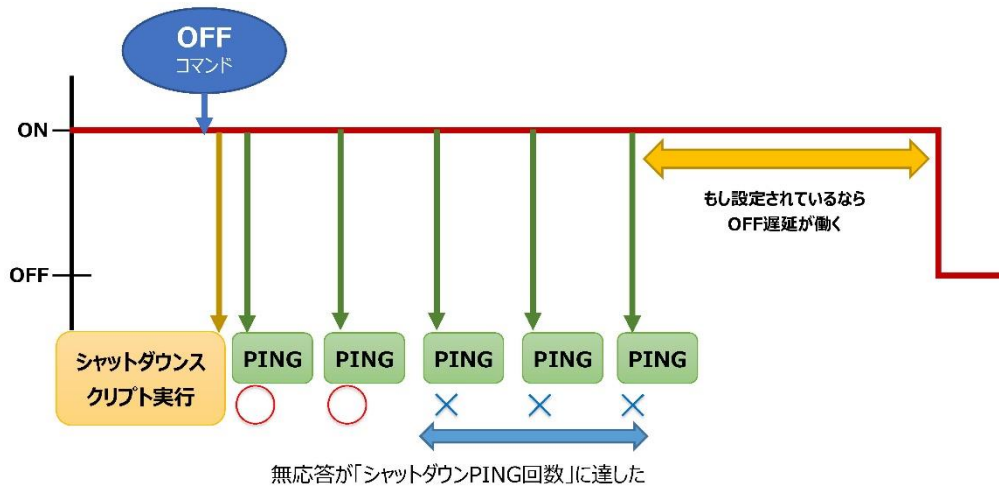 OFF
コマンド
ON
もし設定されているなら
OFF遅延が働く
OFF
シャットダウンス
クリプト実行
PING
PING
PING
PING
PING
無応答が「シャットダウンPING回数」に達した